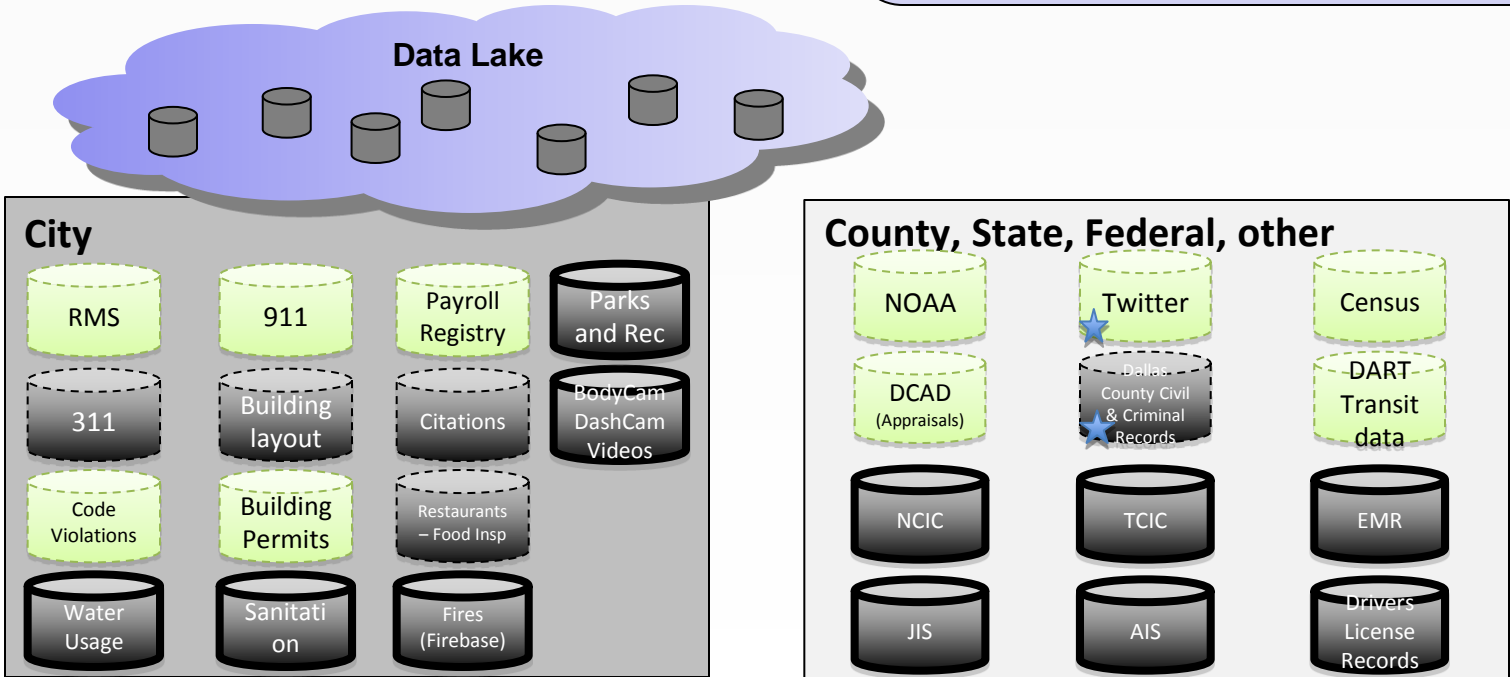 Data Lake
City
RMS
911
Payroll
Registry
Parks
and Rec
311
Building
layout
Citations
BodyCam
DashCam
Videos
Code
Violations
Building
Permits
Restaurants
– Food Insp
Water
Usage
Sanitati
on
Fires
(Firebase)
County, State, Federal, other
NOAA
Twitter
Census
DCAD
(Appraisals)
Dallas
County Civil
& Criminal
Records
DART
Transit
data
NCIC
TCIC
EMR
JIS
AIS
Drivers
License
Records